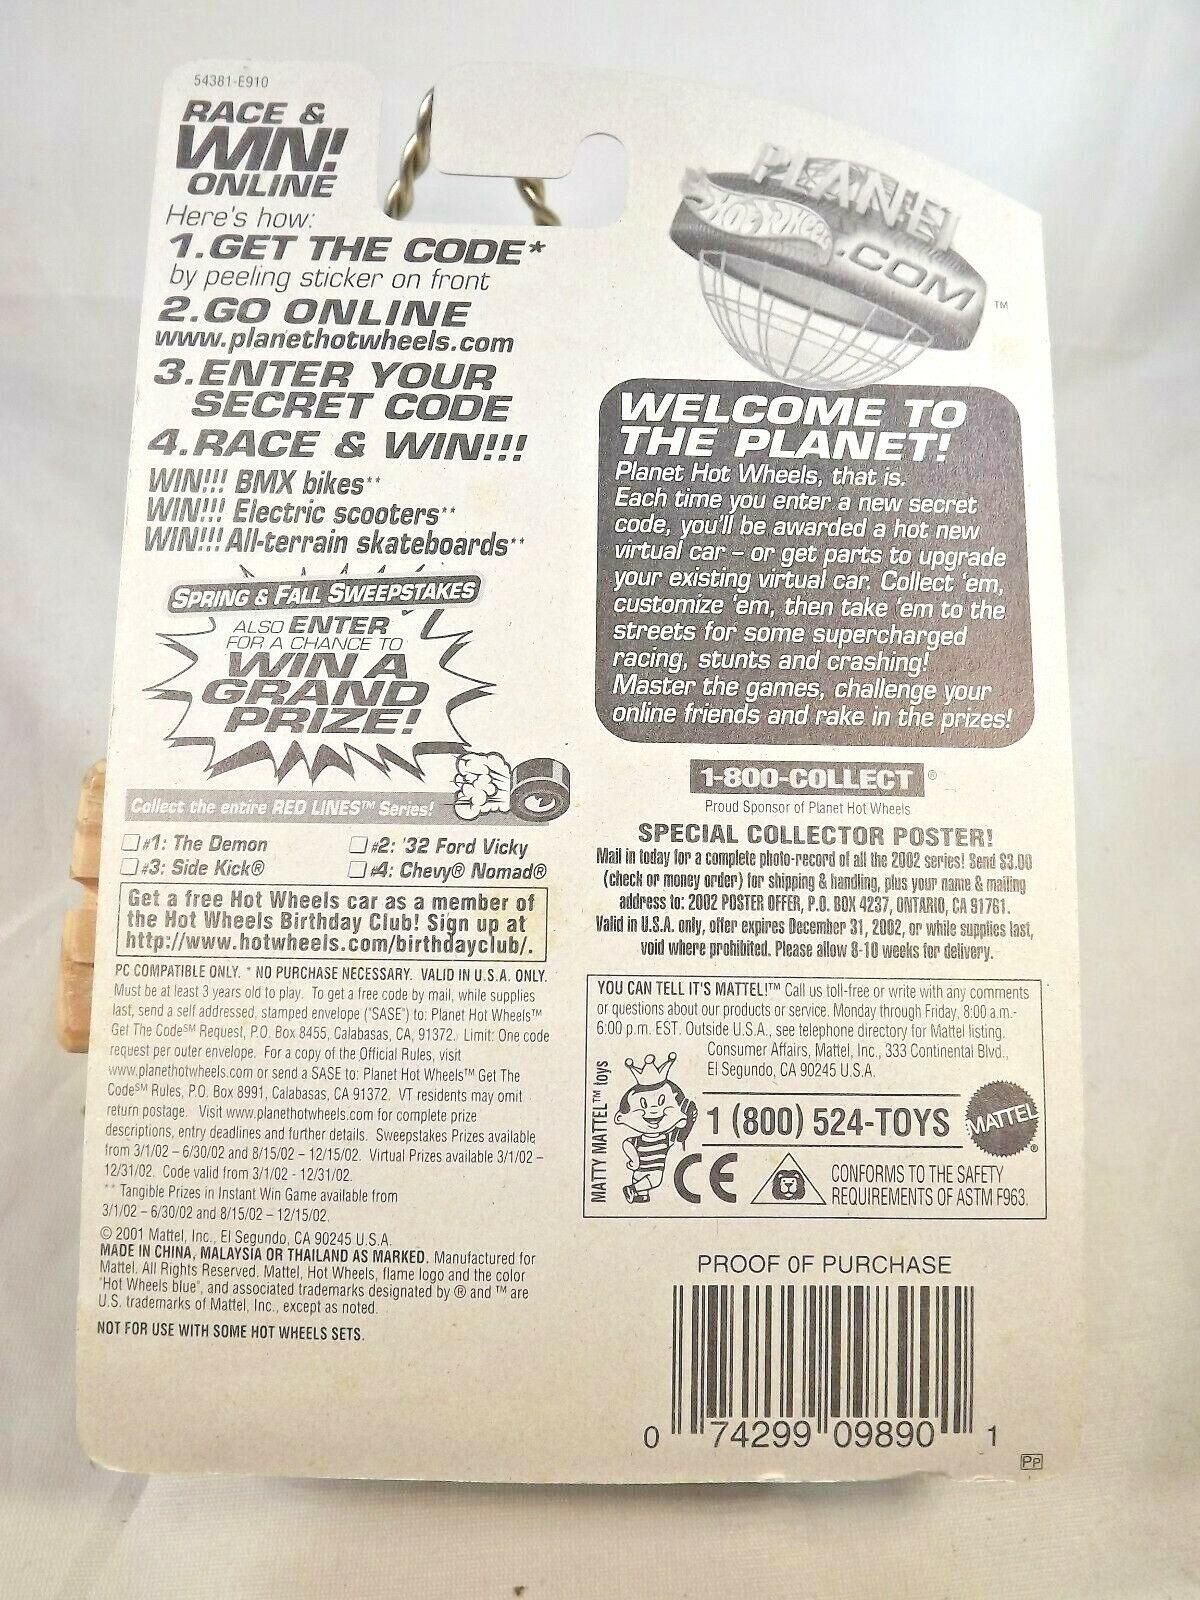 54381-E910
RACE &
WIN!
ONLINE
Here's how:
1.GET THE CODE*
by peeling sticker on front
2.GO ONLINE
www.planethotwheels.com
3.ENTER YOUR
SECRET CODE
4.RACE & WIN!!!
WIN!!! BMX bikes**
WIN!!! Electric scooters**
WIN!!! All-terrain skateboards**
SPRING & FALL SWEEPSTAKES
ALSO ENTER
FOR A CHANCE TO
WIN A
GRAND
PRIZE!
Collect the entire RED LINES™ Series!
#1: The Demon
#2: '32 Ford Vicky
#3: Side Kick®
#4: Chevy® Nomad®
Get a free Hot Wheels car as a member of
the Hot Wheels Birthday Club! Sign up at
http://www.hotwheels.com/birthdayclub/.
PC COMPATIBLE ONLY. * NO PURCHASE NECESSARY. VALID IN U.S.A. ONLY.
Must be at least 3 years old to play. To get a free code by mail, while supplies
last, send a self addressed, stamped envelope ("SASE") to: Planet Hot Wheels™
Get The Code℠ Request, P.O. Box 8455, Calabasas, CA, 91372. Limit: One code
request per outer envelope. For a copy of the Official Rules, visit
www.planethotwheels.com or send a SASE to: Planet Hot Wheels™ Get The
Code℠ Rules, P.O. Box 8991, Calabasas, CA 91372. VT residents may omit
return postage. Visit www.planethotwheels.com for complete prize
descriptions, entry deadlines and further details. Sweepstakes Prizes available
from 3/1/02 – 6/30/02 and 8/15/02 – 12/15/02. Virtual Prizes available 3/1/02 –
12/31/02. Code valid from 3/1/02 - 12/31/02.
** Tangible Prizes in Instant Win Game available from
3/1/02 – 6/30/02 and 8/15/02 – 12/15/02.
© 2001 Mattel, Inc., El Segundo, CA 90245 U.S.A.
MADE IN CHINA, MALAYSIA OR THAILAND AS MARKED. Manufactured for
Mattel. All Rights Reserved. Mattel, Hot Wheels, flame logo and the color
"Hot Wheels blue", and associated trademarks designated by ® and ™ are
U.S. trademarks of Mattel, Inc., except as noted.
NOT FOR USE WITH SOME HOT WHEELS SETS.
PLANET
HOT WHEELS
.COM
™
WELCOME TO
THE PLANET!
Planet Hot Wheels, that is.
Each time you enter a new secret
code, you'll be awarded a hot new
virtual car – or get parts to upgrade
your existing virtual car. Collect 'em,
customize 'em, then take 'em to the
streets for some supercharged
racing, stunts and crashing!
Master the games, challenge your
online friends and rake in the prizes!
1-800-COLLECT®
Proud Sponsor of Planet Hot Wheels
SPECIAL COLLECTOR POSTER!
Mail in today for a complete photo-record of all the 2002 series! Send $3.00
(check or money order) for shipping & handling, plus your name & mailing
address to: 2002 POSTER OFFER, P.O. BOX 4237, ONTARIO, CA 91761.
Valid in U.S.A. only, offer expires December 31, 2002, or while supplies last,
void where prohibited. Please allow 8-10 weeks for delivery.
YOU CAN TELL IT'S MATTEL!™ Call us toll-free or write with any comments
or questions about our products or service. Monday through Friday, 8:00 a.m.-
6:00 p.m. EST. Outside U.S.A., see telephone directory for Mattel listing.
Consumer Affairs, Mattel, Inc., 333 Continental Blvd.,
El Segundo, CA 90245 U.S.A.
MATTY MATTEL™ toys
1 (800) 524-TOYS
MATTEL®
CE
CONFORMS TO THE SAFETY
REQUIREMENTS OF ASTM F963.
PROOF OF PURCHASE
0 74299 09890 1
PP